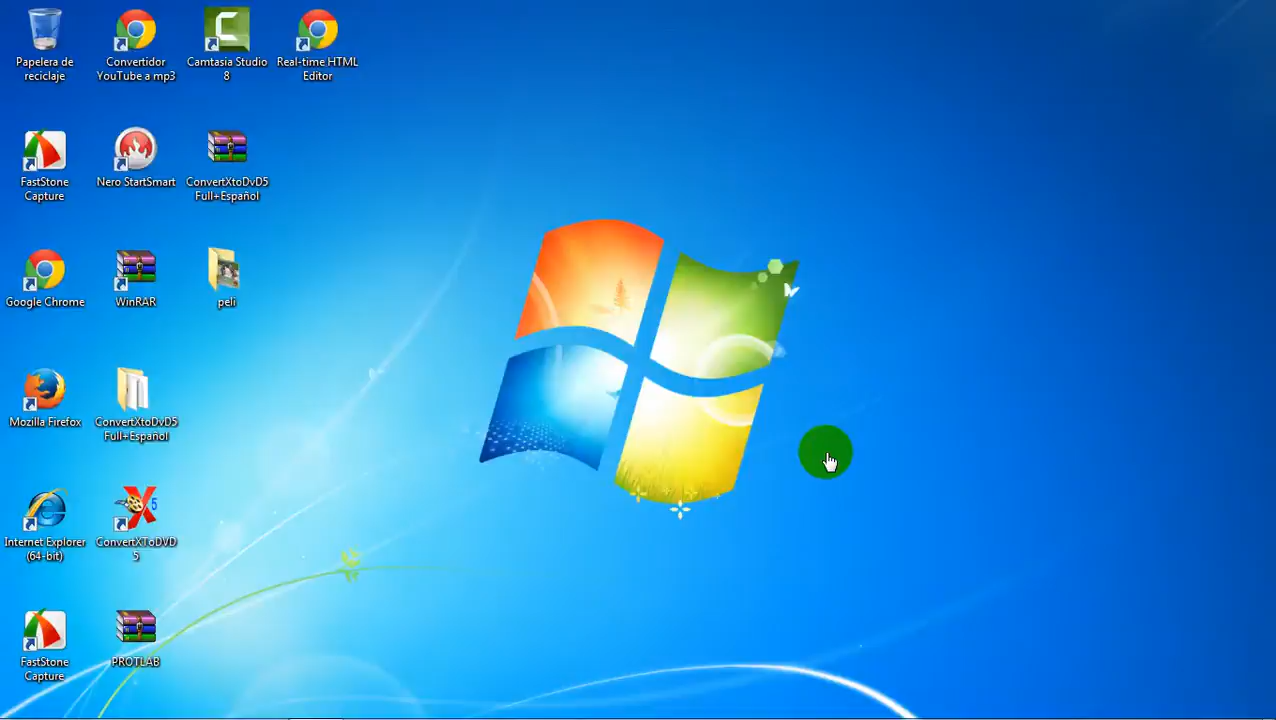 Papelera de
reciclaje
Convertidor
YouTube a mp3
Camtasia Studio
8
Real-time HTML
Editor
FastStone
Capture
Nero StartSmart
ConvertXtoDvD5
Full+Español
Google Chrome
WinRAR
peli
Mozilla Firefox
ConvertXtoDvD5
Full+Español
Internet Explorer
(64-bit)
ConvertXToDVD
5
FastStone
Capture
PROTLAB